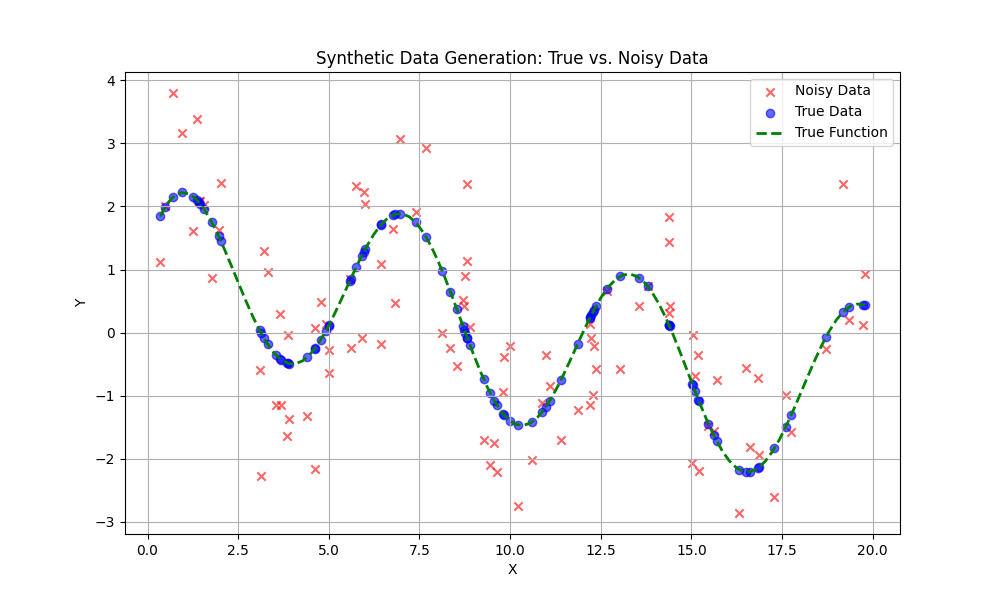 Synthetic Data Generation: True vs. Noisy Data
Noisy Data
True Data
True Function
4
3
2
1
0
−1
−2
−3
Y
0.0 2.5 5.0 7.5 10.0 12.5 15.0 17.5 20.0
X